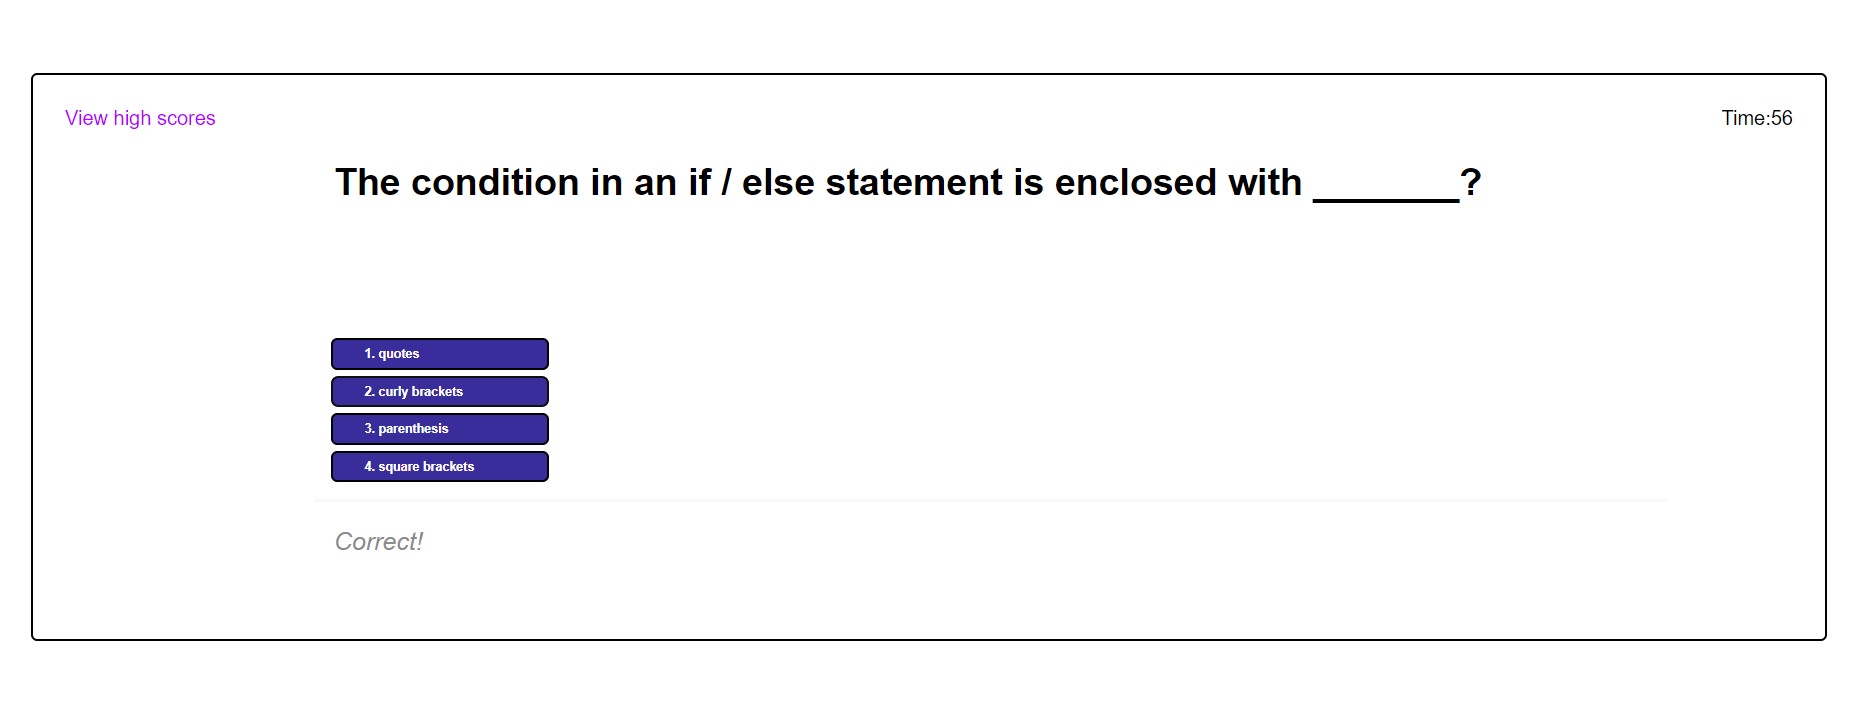 View high scores
Time:56
The condition in an if / else statement is enclosed with _______?
1. quotes
2. curly brackets
3. parenthesis
4. square brackets
Correct!